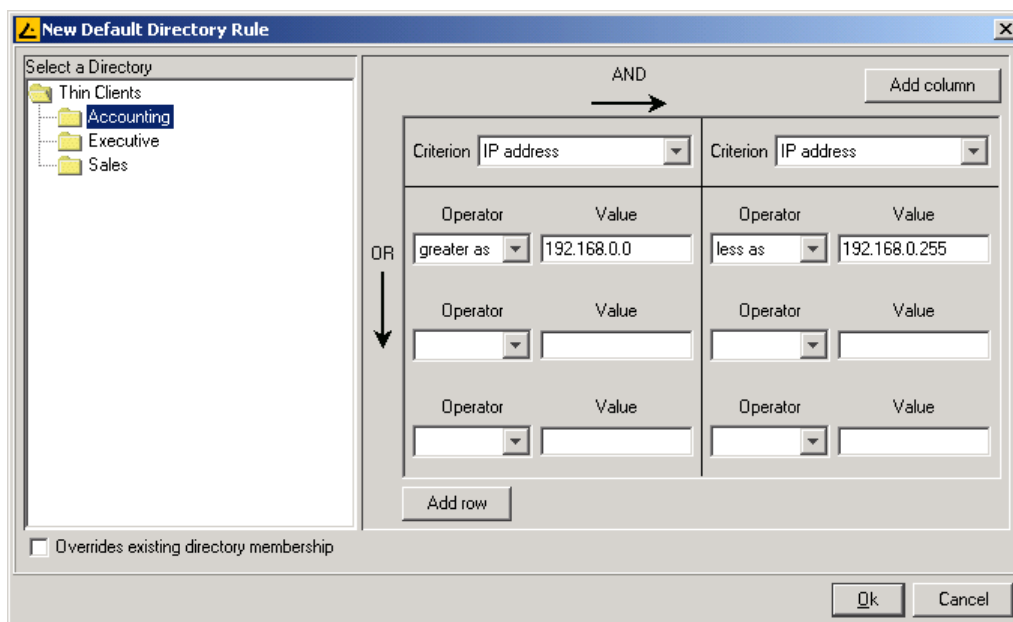 New Default Directory Rule
Select a Directory
Thin Clients
Accounting
Executive
Sales
AND
Add column
Criterion IP address
Criterion IP address
OR
Operator Value Operator Value
greater as 192.168.0.0 less as 192.168.0.255
Operator Value Operator Value
Operator Value Operator Value
Add row
Overrides existing directory membership
Ok Cancel